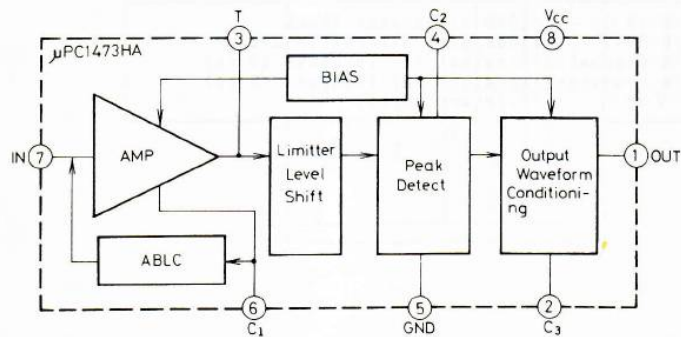 T
C2
VCC
3
4
8
μPC1473HA
BIAS
IN
7
AMP
Limitter
Level
Shift
Peak
Detect
Output
Waveform
Conditioni-
ng
1
OUT
ABLC
6
5
2
C1
GND
C3